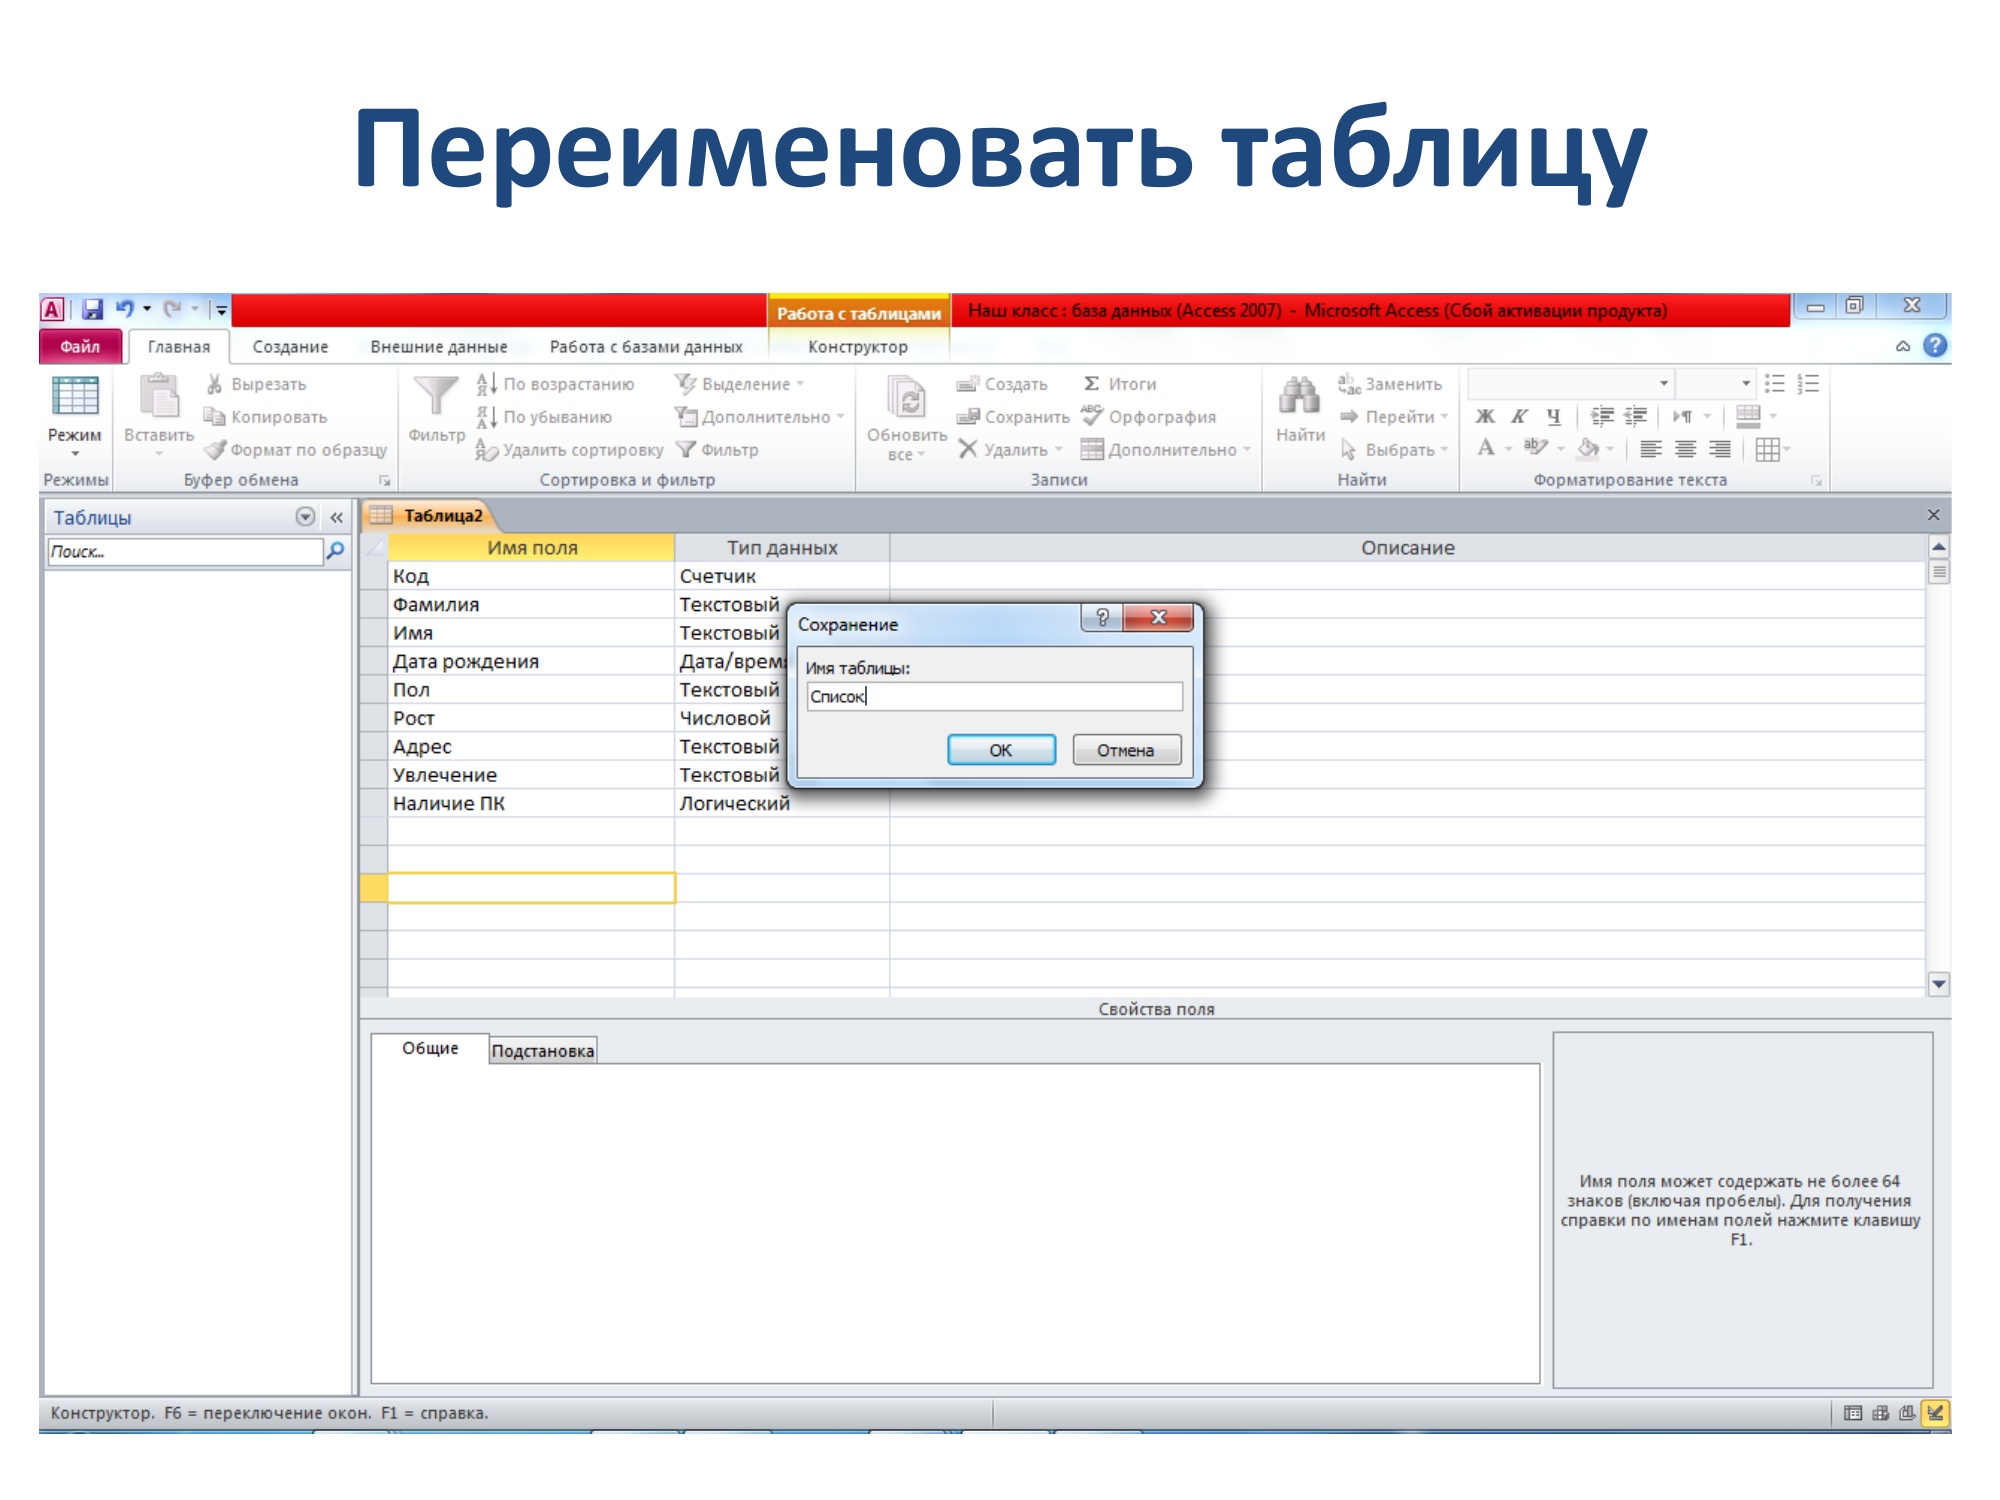 Переименовать таблицу
Работа с таблицами
Наш класс : база данных (Access 2007) - Microsoft Access (Сбой активации продукта)
Файл Главная Создание Внешние данные Работа с базами данных Конструктор
Режим
Вставить
Вырезать
Копировать
Формат по образцу
Фильтр
По возрастанию
По убыванию
Удалить сортировку
Выделение
Дополнительно
Фильтр
Обновить все
Создать
Сохранить
Удалить
Итоги
Орфография
Дополнительно
Найти
Заменить
Перейти
Выбрать
Ж К Ч
Режимы Буфер обмена Сортировка и фильтр Записи Найти Форматирование текста
Таблицы
Поиск...
Таблица2
Имя поля Тип данных Описание
Код Счетчик
Фамилия Текстовый
Имя Текстовый
Дата рождения Дата/врем
Пол Текстовый
Рост Числовой
Адрес Текстовый
Увлечение Текстовый
Наличие ПК Логический
Сохранение
Имя таблицы:
Список
ОК Отмена
Свойства поля
Общие Подстановка
Имя поля может содержать не более 64
знаков (включая пробелы). Для получения
справки по именам полей нажмите клавишу
F1.
Конструктор. F6 = переключение окон. F1 = справка.